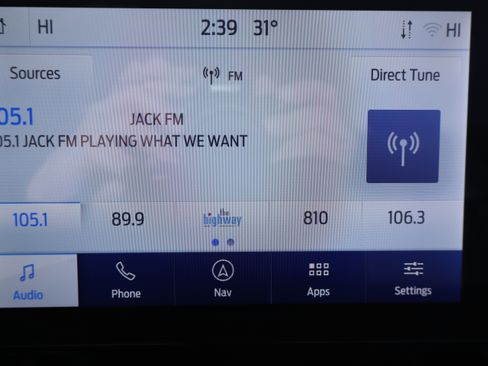 HI 2:39 31° HI
Sources FM Direct Tune
05.1 JACK FM
05.1 JACK FM PLAYING WHAT WE WANT
105.1 89.9 the highway 810 106.3
Audio Phone Nav Apps Settings